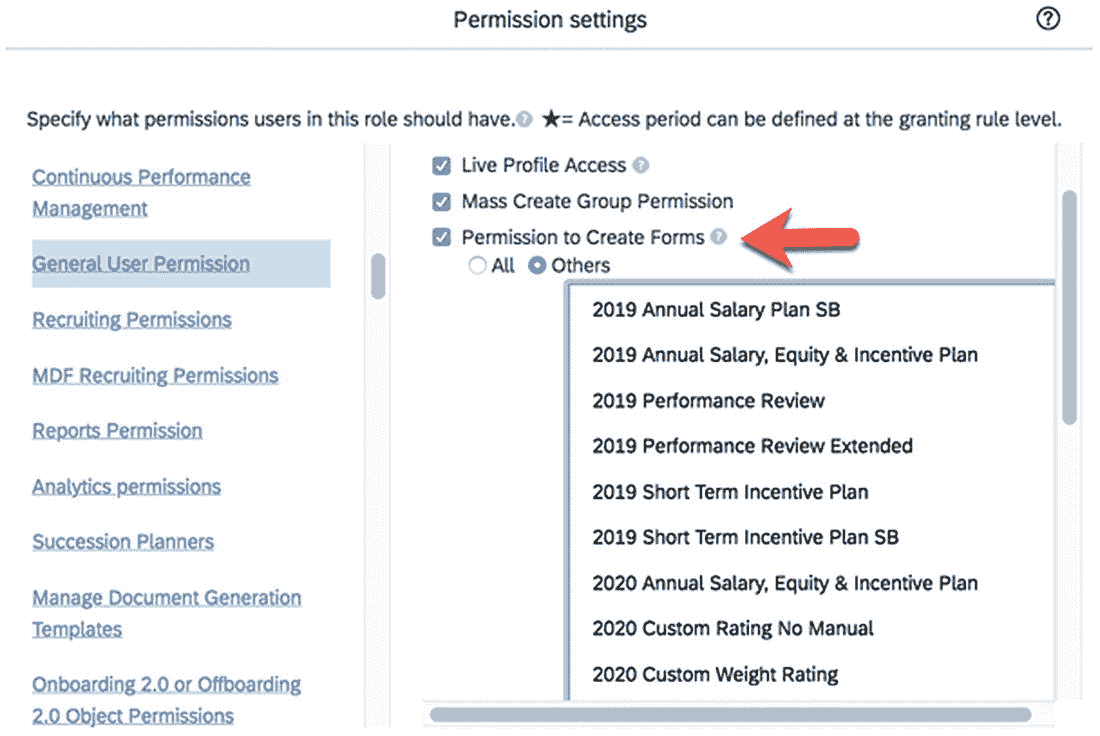 Permission settings
?
Specify what permissions users in this role should have. ? ★= Access period can be defined at the granting rule level.
Continuous Performance
Management
General User Permission
Recruiting Permissions
MDF Recruiting Permissions
Reports Permission
Analytics permissions
Succession Planners
Manage Document Generation
Templates
Onboarding 2.0 or Offboarding
2.0 Object Permissions
Live Profile Access ?
Mass Create Group Permission
Permission to Create Forms ?
All Others
2019 Annual Salary Plan SB
2019 Annual Salary, Equity & Incentive Plan
2019 Performance Review
2019 Performance Review Extended
2019 Short Term Incentive Plan
2019 Short Term Incentive Plan SB
2020 Annual Salary, Equity & Incentive Plan
2020 Custom Rating No Manual
2020 Custom Weight Rating